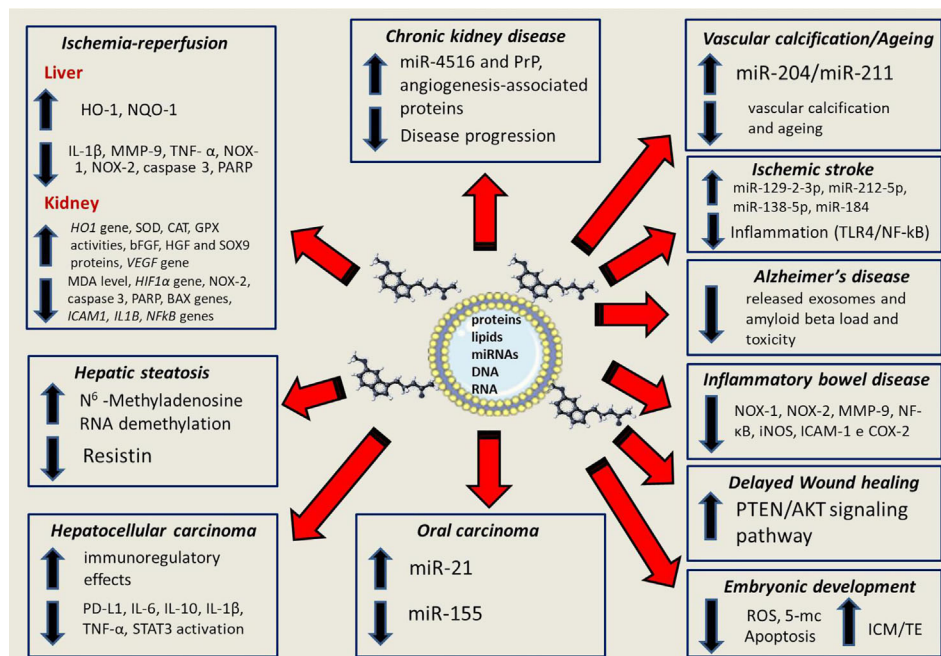 Ischemia-reperfusion
Liver
HO-1, NQO-1
IL-1β, MMP-9, TNF- α, NOX-
1, NOX-2, caspase 3, PARP
Kidney
HO1 gene, SOD, CAT, GPX
activities, bFGF, HGF and SOX9
proteins, VEGF gene
MDA level, HIF1α gene, NOX-2,
caspase 3, PARP, BAX genes,
ICAM1, IL1B, NFkB genes
Chronic kidney disease
miR-4516 and PrP,
angiogenesis-associated
proteins
Disease progression
Vascular calcification/Ageing
miR-204/miR-211
vascular calcification
and ageing
Ischemic stroke
miR-129-2-3p, miR-212-5p,
miR-138-5p, miR-184
Inflammation (TLR4/NF-kB)
Alzheimer’s disease
released exosomes and
amyloid beta load and
toxicity
proteins
lipids
miRNAs
DNA
RNA
Hepatic steatosis
N⁶ -Methyladenosine
RNA demethylation
Resistin
Inflammatory bowel disease
NOX-1, NOX-2, MMP-9, NF-
κB, iNOS, ICAM-1 e COX-2
Delayed Wound healing
PTEN/AKT signaling
pathway
Hepatocellular carcinoma
immunoregulatory
effects
PD-L1, IL-6, IL-10, IL-1β,
TNF-α, STAT3 activation
Oral carcinoma
miR-21
miR-155
Embryonic development
ROS, 5-mc
Apoptosis
ICM/TE